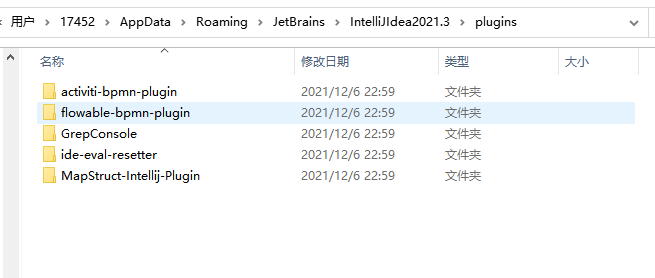 用户 > 17452 > AppData > Roaming > JetBrains > IntelliJIdea2021.3 > plugins
名称 修改日期 类型 大小
activiti-bpmn-plugin 2021/12/6 22:59 文件夹
flowable-bpmn-plugin 2021/12/6 22:59 文件夹
GrepConsole 2021/12/6 22:59 文件夹
ide-eval-resetter 2021/12/6 22:59 文件夹
MapStruct-Intellij-Plugin 2021/12/6 22:59 文件夹